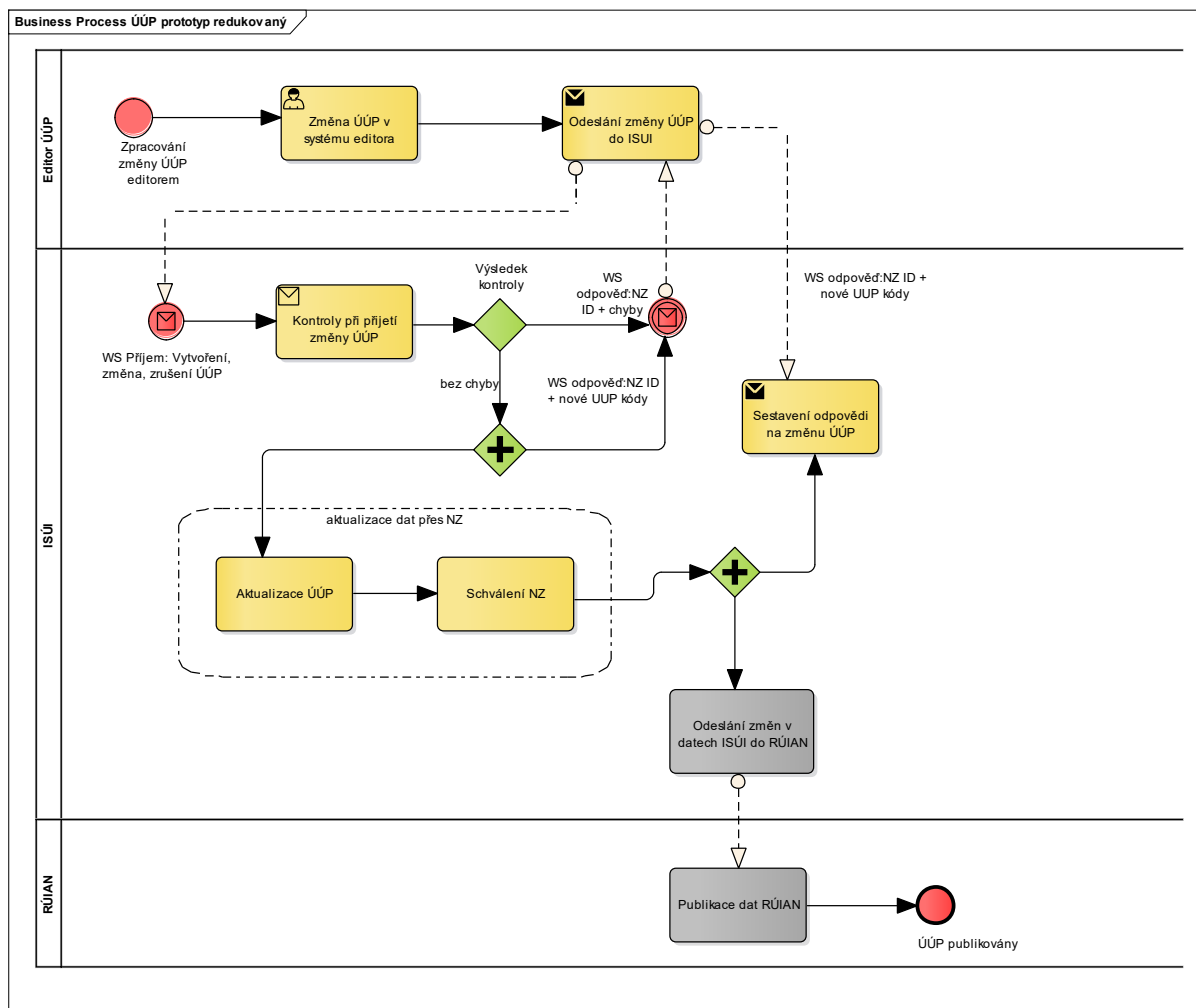 Business Process ÚÚP prototyp redukovaný
Editor ÚÚP
Zpracování
změny ÚÚP
editorem
Změna ÚÚP v
systému editora
Odeslání změny ÚÚP
do ISUI
ISÚI
WS Příjem: Vytvoření,
změna, zrušení ÚÚP
Kontroly při přijetí
změny ÚÚP
Výsledek
kontroly
WS
odpověď:NZ
ID + chyby
WS odpověď:NZ ID +
nové UUP kódy
bez chyby
WS odpověď:NZ ID
+ nové UUP kódy
Sestavení odpovědi
na změnu ÚÚP
aktualizace dat přes NZ
Aktualizace ÚÚP
Schválení NZ
Odeslání změn v
datech ISÚI do RÚIAN
RÚIAN
Publikace dat RÚIAN
ÚÚP publikovány